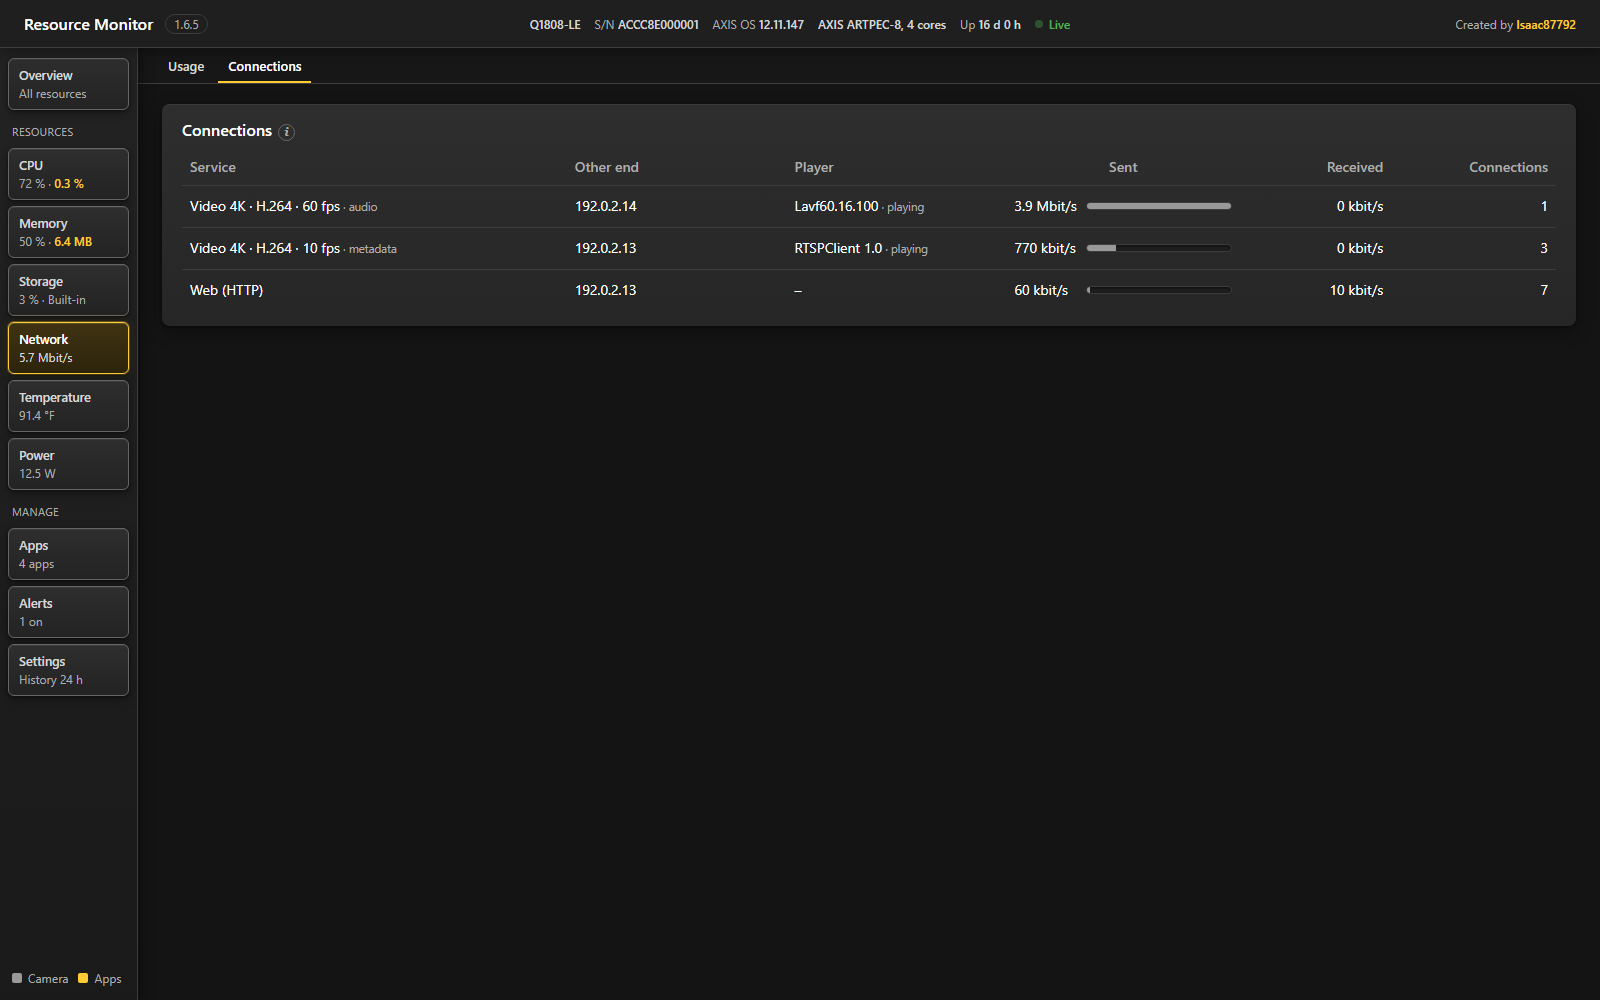 Resource Monitor 1.6.5 Q1808-LE S/N ACCC8E000001 AXIS OS 12.11.147 AXIS ARTPEC-8, 4 cores Up 16 d 0 h Live Created by Isaac87792
Overview
All resources
RESOURCES
CPU
72 % · 0.3 %
Memory
50 % · 6.4 MB
Storage
3 % · Built-in
Network
5.7 Mbit/s
Temperature
91.4 °F
Power
12.5 W
MANAGE
Apps
4 apps
Alerts
1 on
Settings
History 24 h
Camera Apps
Usage Connections
Connections i
Service Other end Player Sent Received Connections
Video 4K · H.264 · 60 fps · audio 192.0.2.14 Lavf60.16.100 · playing 3.9 Mbit/s 0 kbit/s 1
Video 4K · H.264 · 10 fps · metadata 192.0.2.13 RTSPClient 1.0 · playing 770 kbit/s 0 kbit/s 3
Web (HTTP) 192.0.2.13 – 60 kbit/s 10 kbit/s 7